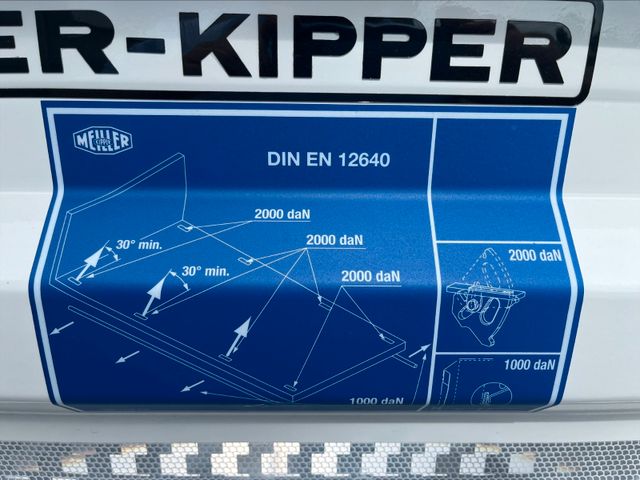 ER-KIPPER
MEILLER
KIPPER
DIN EN 12640
2000 daN
30° min.
2000 daN
30° min.
2000 daN
1000 daN
2000 daN
1000 daN